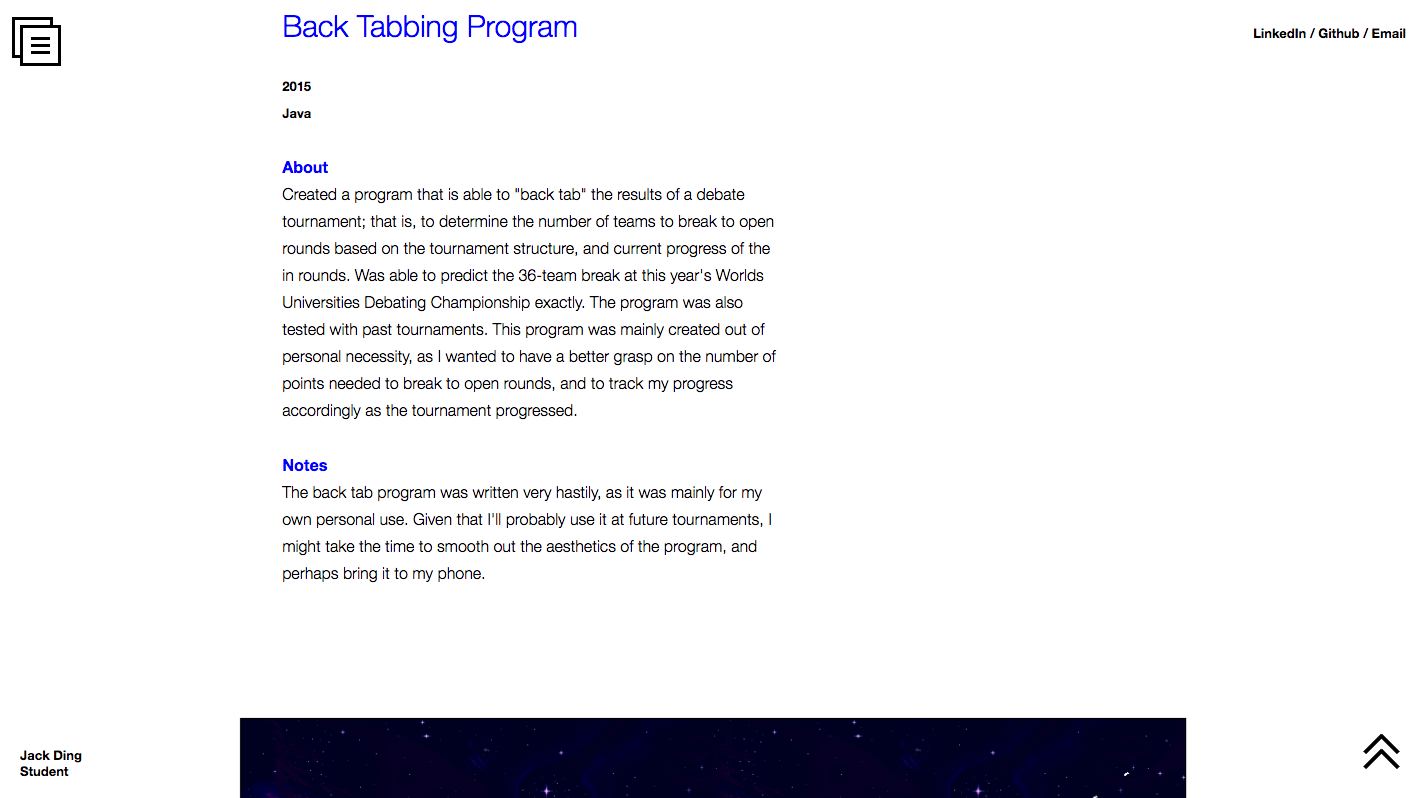 Back Tabbing Program
LinkedIn / Github / Email
2015
Java
About
Created a program that is able to "back tab" the results of a debate
tournament; that is, to determine the number of teams to break to open
rounds based on the tournament structure, and current progress of the
in rounds. Was able to predict the 36-team break at this year's Worlds
Universities Debating Championship exactly. The program was also
tested with past tournaments. This program was mainly created out of
personal necessity, as I wanted to have a better grasp on the number of
points needed to break to open rounds, and to track my progress
accordingly as the tournament progressed.
Notes
The back tab program was written very hastily, as it was mainly for my
own personal use. Given that I'll probably use it at future tournaments, I
might take the time to smooth out the aesthetics of the program, and
perhaps bring it to my phone.
Jack Ding
Student